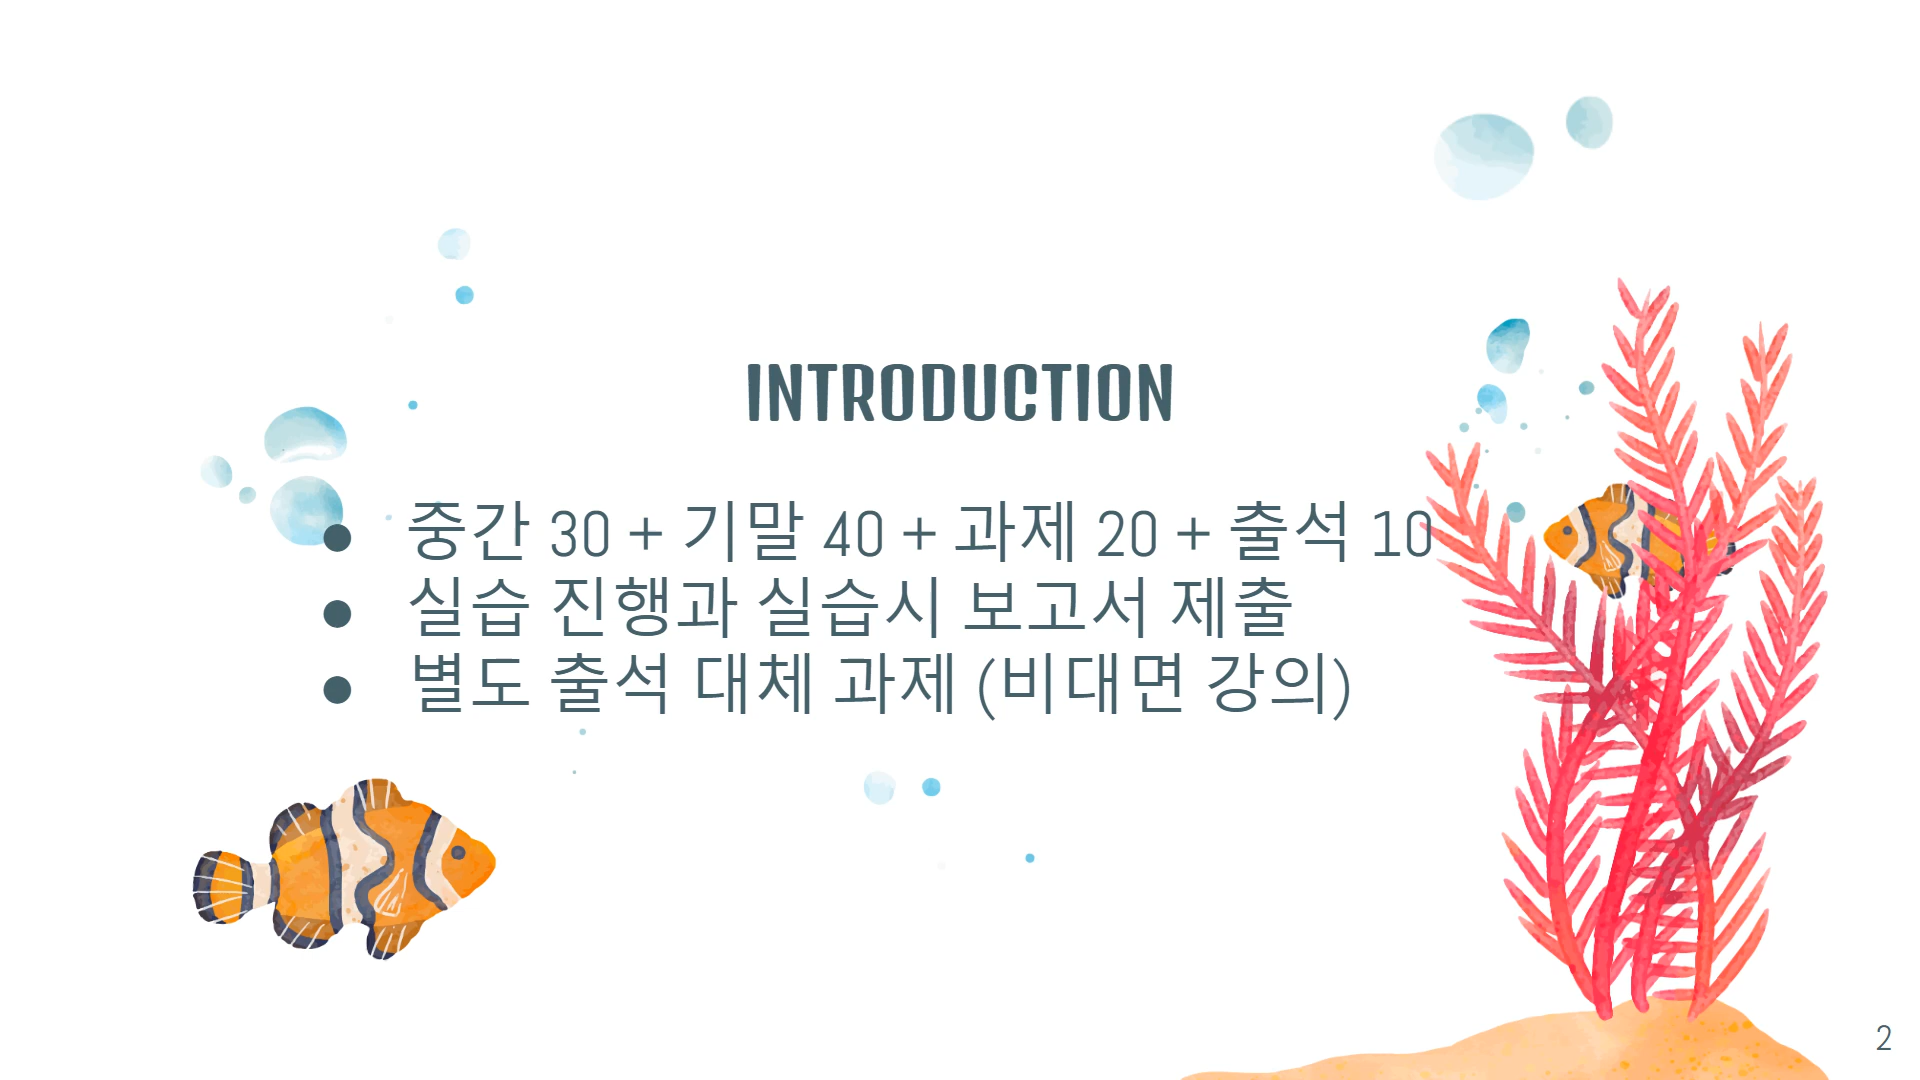 INTRODUCTION
● 중간 30 + 기말 40 + 과제 20 + 출석 10
● 실습 진행과 실습시 보고서 제출
● 별도 출석 대체 과제 (비대면 강의)
2